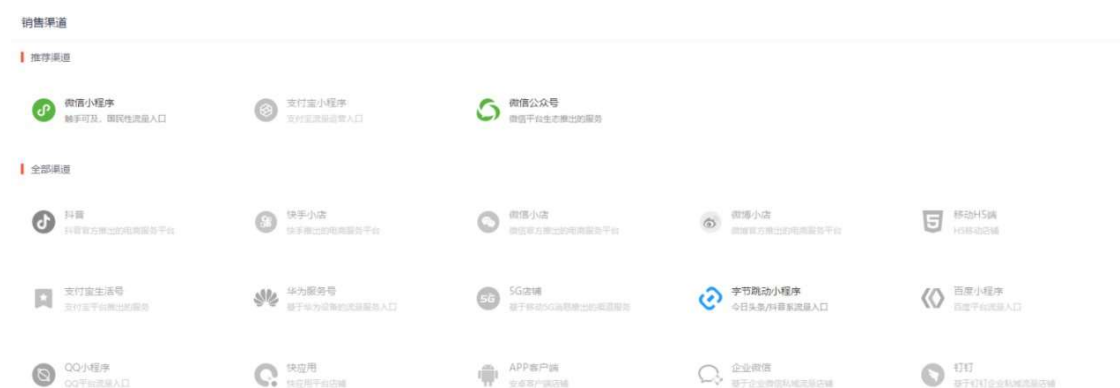 销售渠道
推荐渠道
微信小程序
触手可及，国民性流量入口
支付宝小程序
支付宝流量运营入口
微信公众号
微信平台生态推出的服务
全部渠道
抖音
抖音官方推出的电商服务平台
快手小店
快手推出的电商服务平台
微信小店
微信官方推出的电商服务平台
微博小店
微博官方推出的电商服务平台
移动H5端
H5移动店铺
支付宝生活号
支付宝平台推出的服务
华为服务号
基于华为设备的流量服务入口
5G店铺
基于移动5G消息推出的渠道服务
字节跳动小程序
今日头条/抖音系流量入口
百度小程序
百度平台流量入口
QQ小程序
QQ平台流量入口
快应用
快应用平台店铺
APP客户端
安卓客户端店铺
企业微信
基于企业微信私域流量店铺
钉钉
基于钉钉企业私域流量店铺